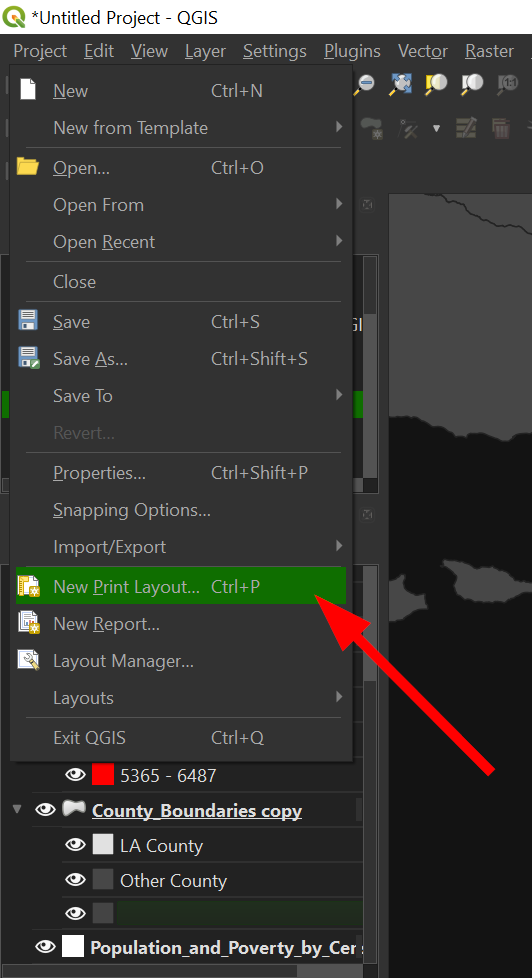 *Untitled Project - QGIS
Project Edit View Layer Settings Plugins Vector Raster
New Ctrl+N
New from Template
Open... Ctrl+O
Open From
Open Recent
Close
Save Ctrl+S
Save As... Ctrl+Shift+S
Save To
Revert...
Properties... Ctrl+Shift+P
Snapping Options...
Import/Export
New Print Layout... Ctrl+P
New Report...
Layout Manager...
Layouts
Exit QGIS Ctrl+Q
5365 - 6487
County_Boundaries copy
LA County
Other County
Population_and_Poverty_by_Cen